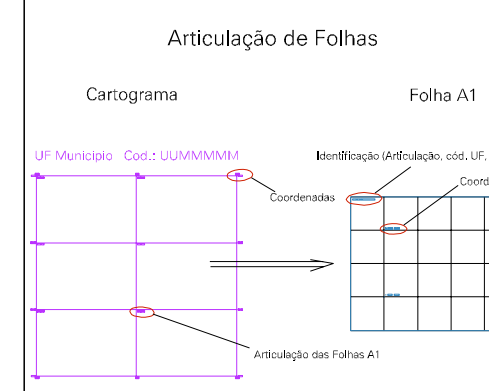 Articulação de Folhas
Cartograma
Folha A1
UF Municipio Cod.: UUMMMMM
Identificação (Articulação, cód. UF,
Coord
Coordenadas
Articulação das Folhas A1